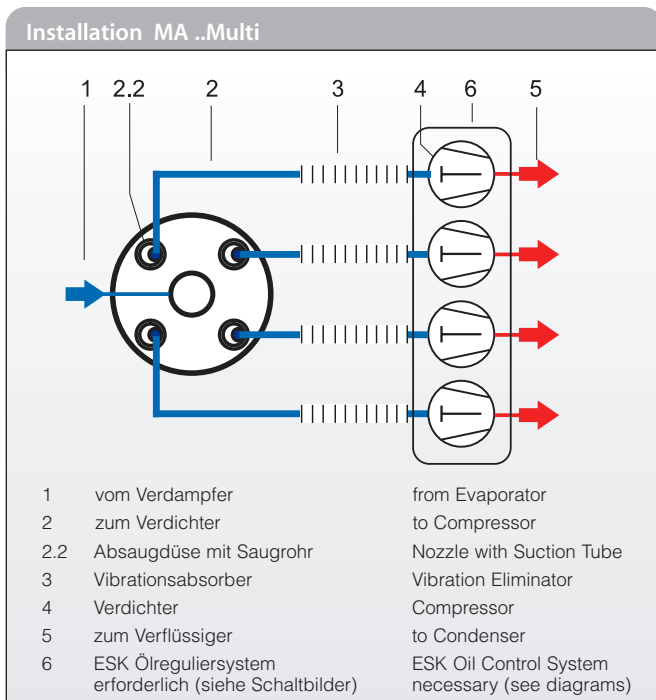 Installation MA ..Multi
1 2.2 2 3 4 6 5
1 vom Verdampfer from Evaporator
2 zum Verdichter to Compressor
2.2 Absaugdüse mit Saugrohr Nozzle with Suction Tube
3 Vibrationsabsorber Vibration Eliminator
4 Verdichter Compressor
5 zum Verflüssiger to Condenser
6 ESK Ölreguliersystem ESK Oil Control System
erforderlich (siehe Schaltbilder) necessary (see diagrams)